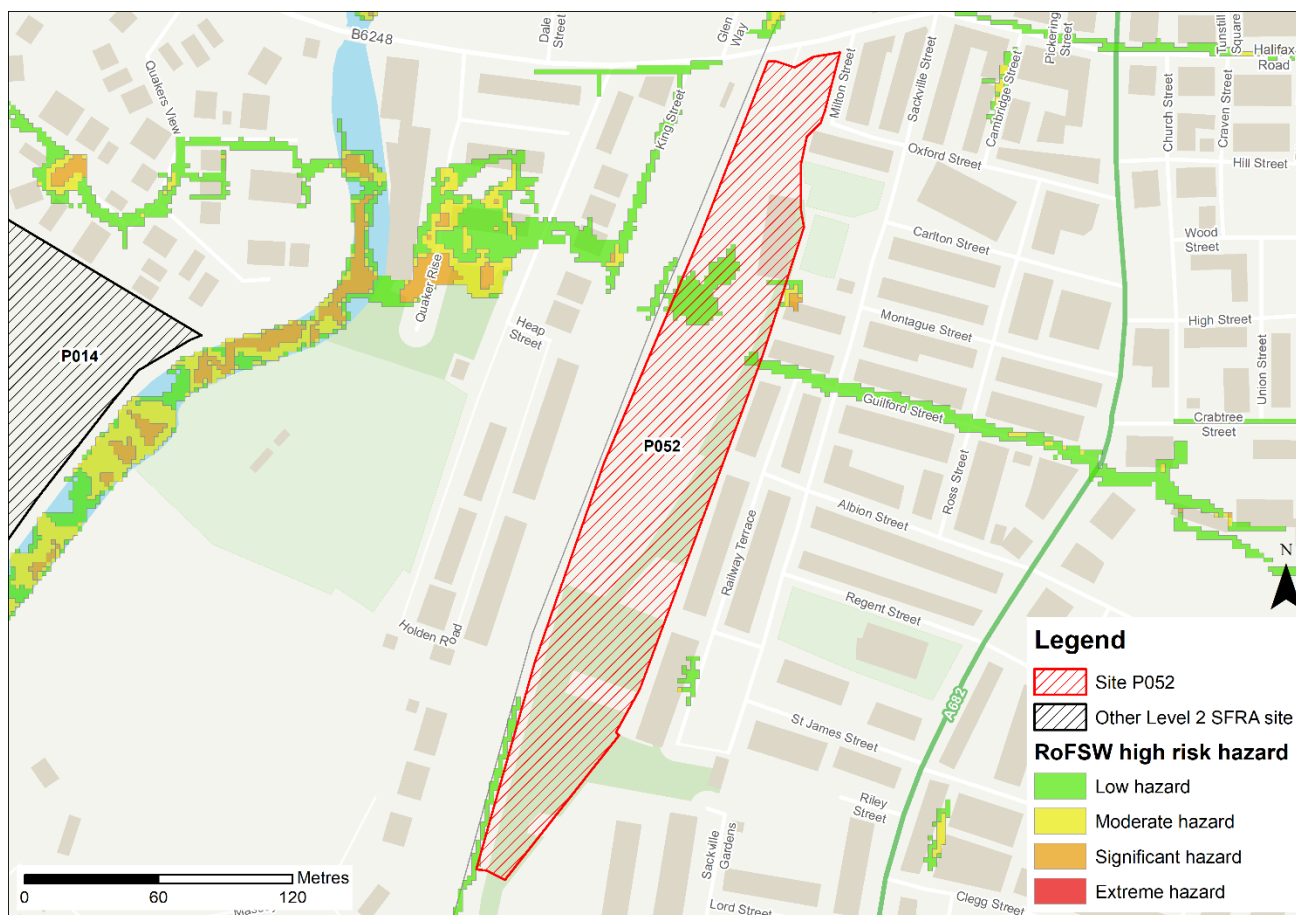 B6248
Dale
Street
Glen
Way
Quakers View
King Street
Milton Street
Sackville Street
Cambridge Street
Pickering
Street
Tunstill
Square
Halifax
Road
Church Street
Craven Street
Hill Street
Oxford Street
Carlton Street
Wood
Street
Quaker Rise
Heap
Street
Montague Street
High Street
Union Street
P014
P052
Guilford Street
Crabtree
Street
Ross Street
Albion Street
Railway Terrace
Regent Street
Holden Road
St James Street
A682
Riley
Street
Sackville
Gardens
Lord Street
Clegg Street
N
Legend
Site P052
Other Level 2 SFRA site
RoFSW high risk hazard
Low hazard
Moderate hazard
Significant hazard
Extreme hazard
Metres
0
60
120